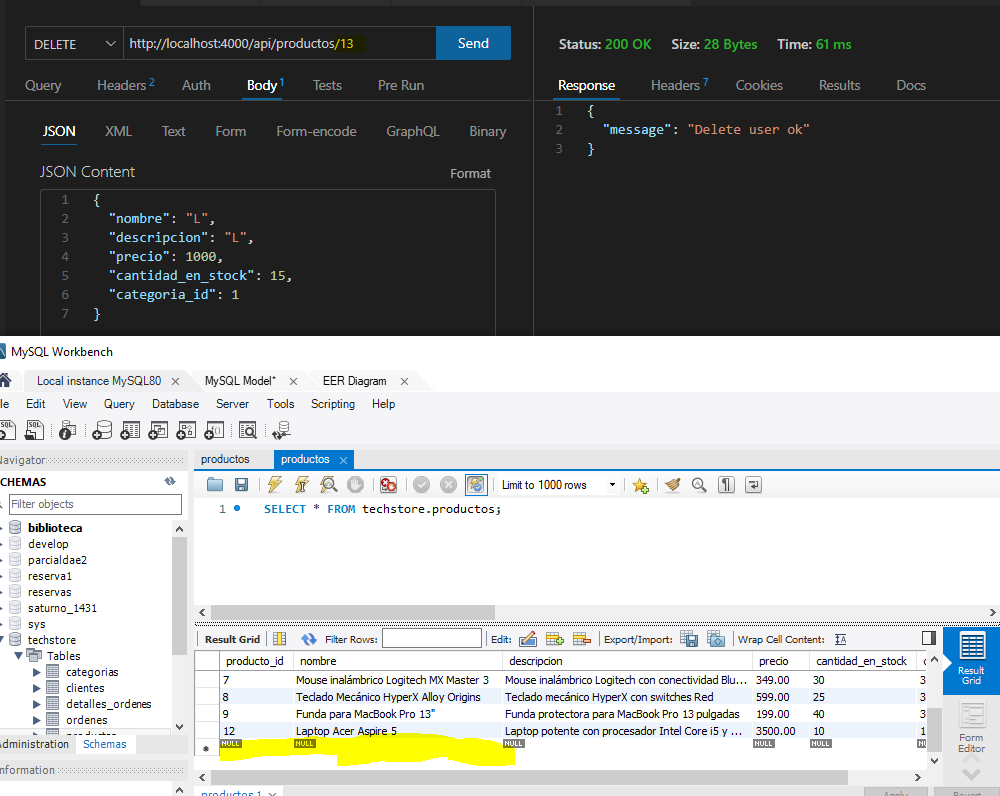 DELETE http://localhost:4000/api/productos/13 Send
Status: 200 OK Size: 28 Bytes Time: 61 ms
Query Headers 2 Auth Body 1 Tests Pre Run
Response Headers 7 Cookies Results Docs
JSON XML Text Form Form-encode GraphQL Binary
JSON Content Format
1 {
2 "nombre": "L",
3 "descripcion": "L",
4 "precio": 1000,
5 "cantidad_en_stock": 15,
6 "categoria_id": 1
7 }
1 {
2 "message": "Delete user ok"
3 }
MySQL Workbench
Local instance MySQL80 MySQL Model* EER Diagram
le Edit View Query Database Server Tools Scripting Help
Navigator
CHEMAS
Filter objects
biblioteca
develop
parcialdae2
reserva1
reservas
saturno_1431
sys
techstore
Tables
categorias
clientes
detalles_ordenes
ordenes
Administration Schemas
nformation
productos productos
Limit to 1000 rows
1 SELECT * FROM techstore.productos;
Result Grid Filter Rows: Edit: Export/Import: Wrap Cell Content:
producto_id nombre descripcion precio cantidad_en_stock c
7 Mouse inalámbrico Logitech MX Master 3 Mouse inalámbrico Logitech con conectividad Blu... 349.00 30 3
8 Teclado Mecánico HyperX Alloy Origins Teclado mecánico HyperX con switches Red 599.00 25 3
9 Funda para MacBook Pro 13" Funda protectora para MacBook Pro 13 pulgadas 199.00 40 3
12 Laptop Acer Aspire 5 Laptop potente con procesador Intel Core i5 y ... 3500.00 10 1
NULL NULL NULL NULL NULL NU
Result Grid
Form Editor
productos 1
Apply Revert